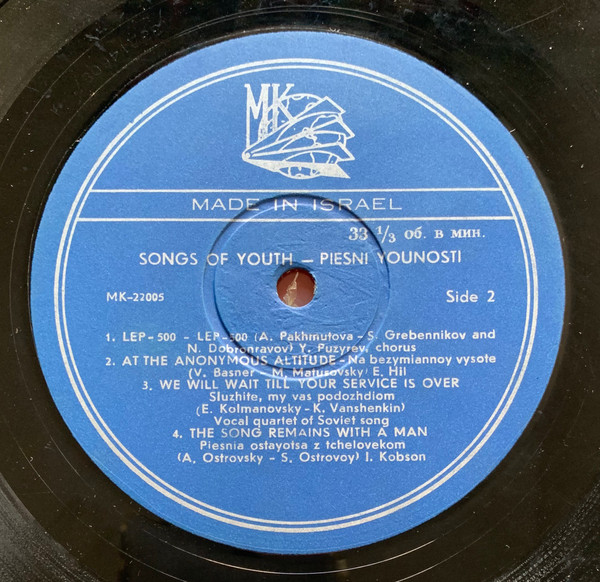 MK
MADE IN ISRAEL
33 ⅓ об. в мин.
SONGS OF YOUTH – PIESNI YOUNOSTI
MK-22005 Side 2
1. LEP-500 - LEP-500 (A. Pakhmutova - S. Grebennikov and
N. Dobronravov) Y. Puzyrev, chorus
2. AT THE ANONYMOUS ALTITUDE - Na bezymiannoy vysote
(V. Basner - M. Matusovsky) E. Hil
3. WE WILL WAIT TILL YOUR SERVICE IS OVER
Sluzhite, my vas podozhdiom
(E. Kolmanovsky - K. Vanshenkin)
Vocal quartet of Soviet song
4. THE SONG REMAINS WITH A MAN
Piesnia ostayotsa z tcheloyekom
(A. Ostrovsky - S. Ostrovoy) I. Kobson